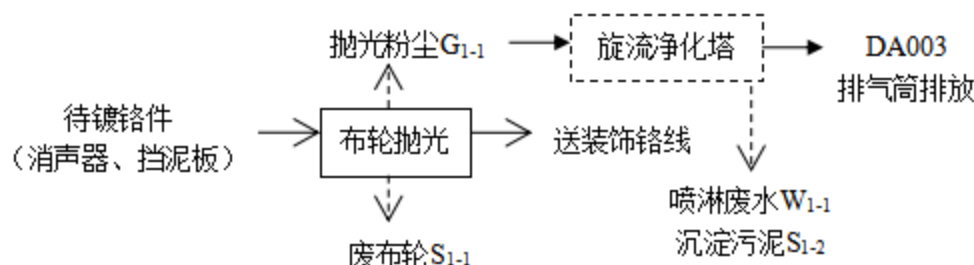 抛光粉尘G1-1
旋流净化塔
DA003
排气筒排放
待镀铬件
（消声器、挡泥板）
布轮抛光
送装饰铬线
喷淋废水W1-1
沉淀污泥S1-2
废布轮S1-1